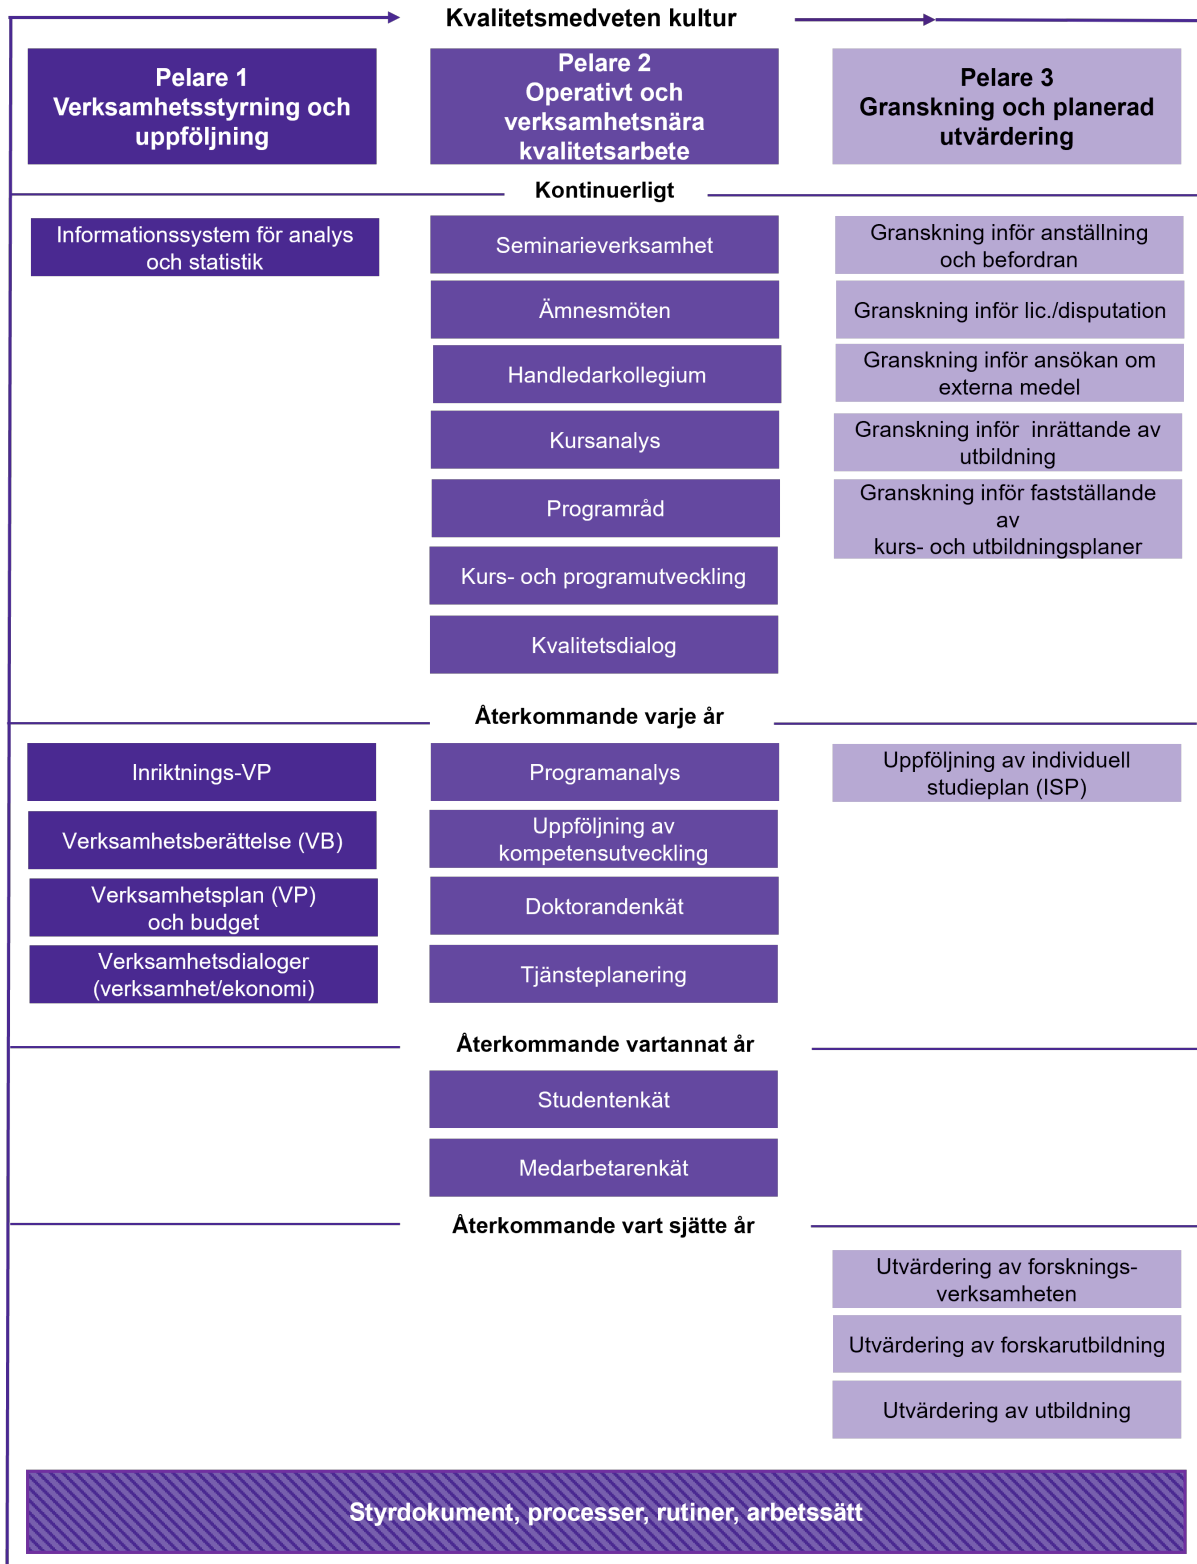 Kvalitetsmedveten kultur
Pelare 1
Verksamhetsstyrning och
uppföljning
Pelare 2
Operativt och
verksamhetsnära
kvalitetsarbete
Pelare 3
Granskning och planerad
utvärdering
Kontinuerligt
Informationssystem för analys
och statistik
Seminarieverksamhet
Ämnesmöten
Handledarkollegium
Kursanalys
Programråd
Kurs- och programutveckling
Kvalitetsdialog
Granskning inför anställning
och befordran
Granskning inför lic./disputation
Granskning inför ansökan om
externa medel
Granskning inför  inrättande av
utbildning
Granskning inför fastställande
av
kurs- och utbildningsplaner
Återkommande varje år
Inriktnings-VP
Verksamhetsberättelse (VB)
Verksamhetsplan (VP)
och budget
Verksamhetsdialoger
(verksamhet/ekonomi)
Programanalys
Uppföljning av
kompetensutveckling
Doktorandenkät
Tjänsteplanering
Uppföljning av individuell
studieplan (ISP)
Återkommande vartannat år
Studentenkät
Medarbetarenkät
Återkommande vart sjätte år
Utvärdering av forsknings-
verksamheten
Utvärdering av forskarutbildning
Utvärdering av utbildning
Styrdokument, processer, rutiner, arbetssätt